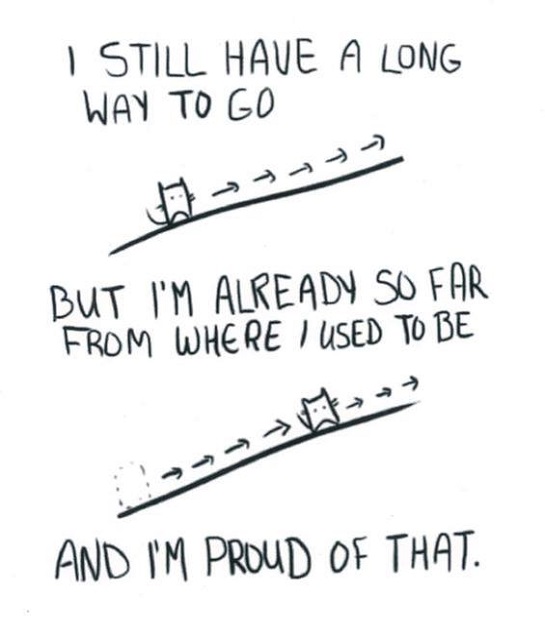 I STILL HAVE A LONG
WAY TO GO
BUT I'M ALREADY SO FAR
FROM WHERE I USED TO BE
AND I'M PROUD OF THAT.